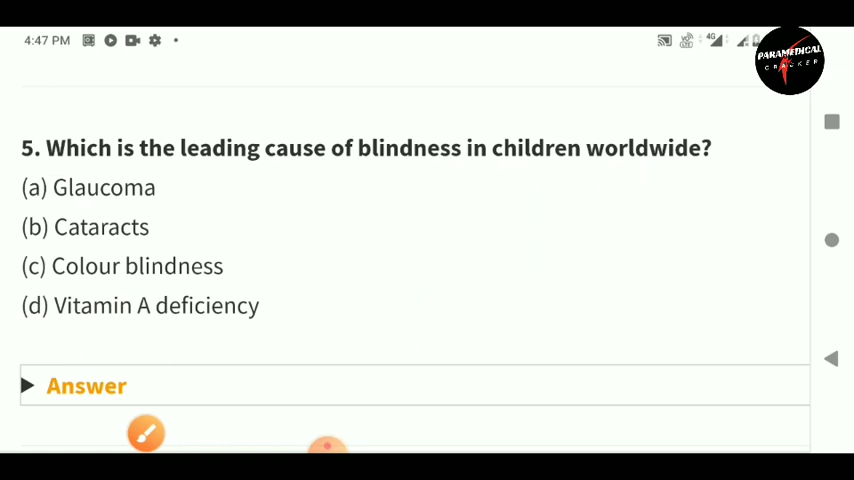 4:47 PM
4G
PARAMEDICAL
CRACKER
5. Which is the leading cause of blindness in children worldwide?
(a) Glaucoma
(b) Cataracts
(c) Colour blindness
(d) Vitamin A deficiency
Answer